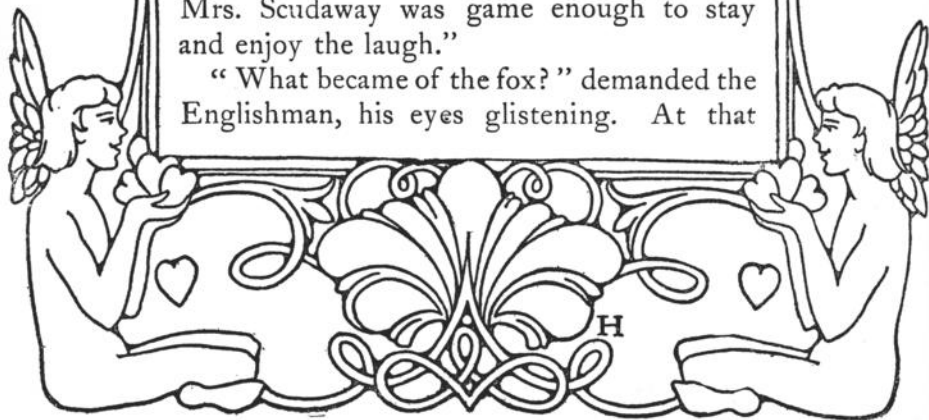 Mrs. Scudaway was game enough to stay
and enjoy the laugh.”
“ What became of the fox? ” demanded the
Englishman, his eyes glistening. At that
H